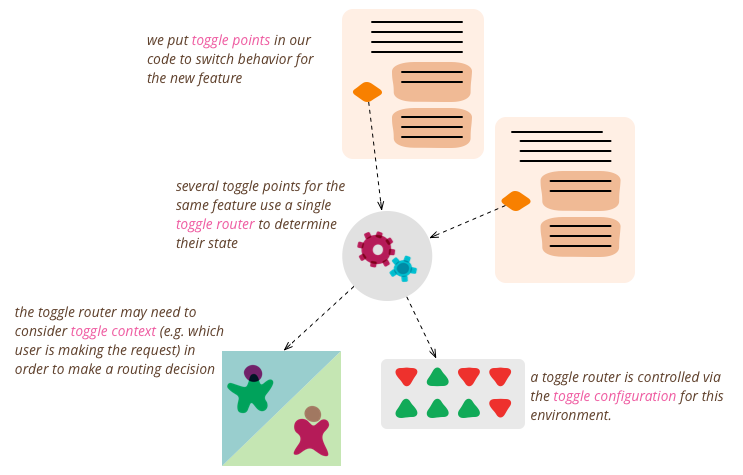 we put toggle points in our
code to switch behavior for
the new feature
several toggle points for the
same feature use a single
toggle router to determine
their state
the toggle router may need to
consider toggle context (e.g. which
user is making the request) in
order to make a routing decision
a toggle router is controlled via
the toggle configuration for this
environment.